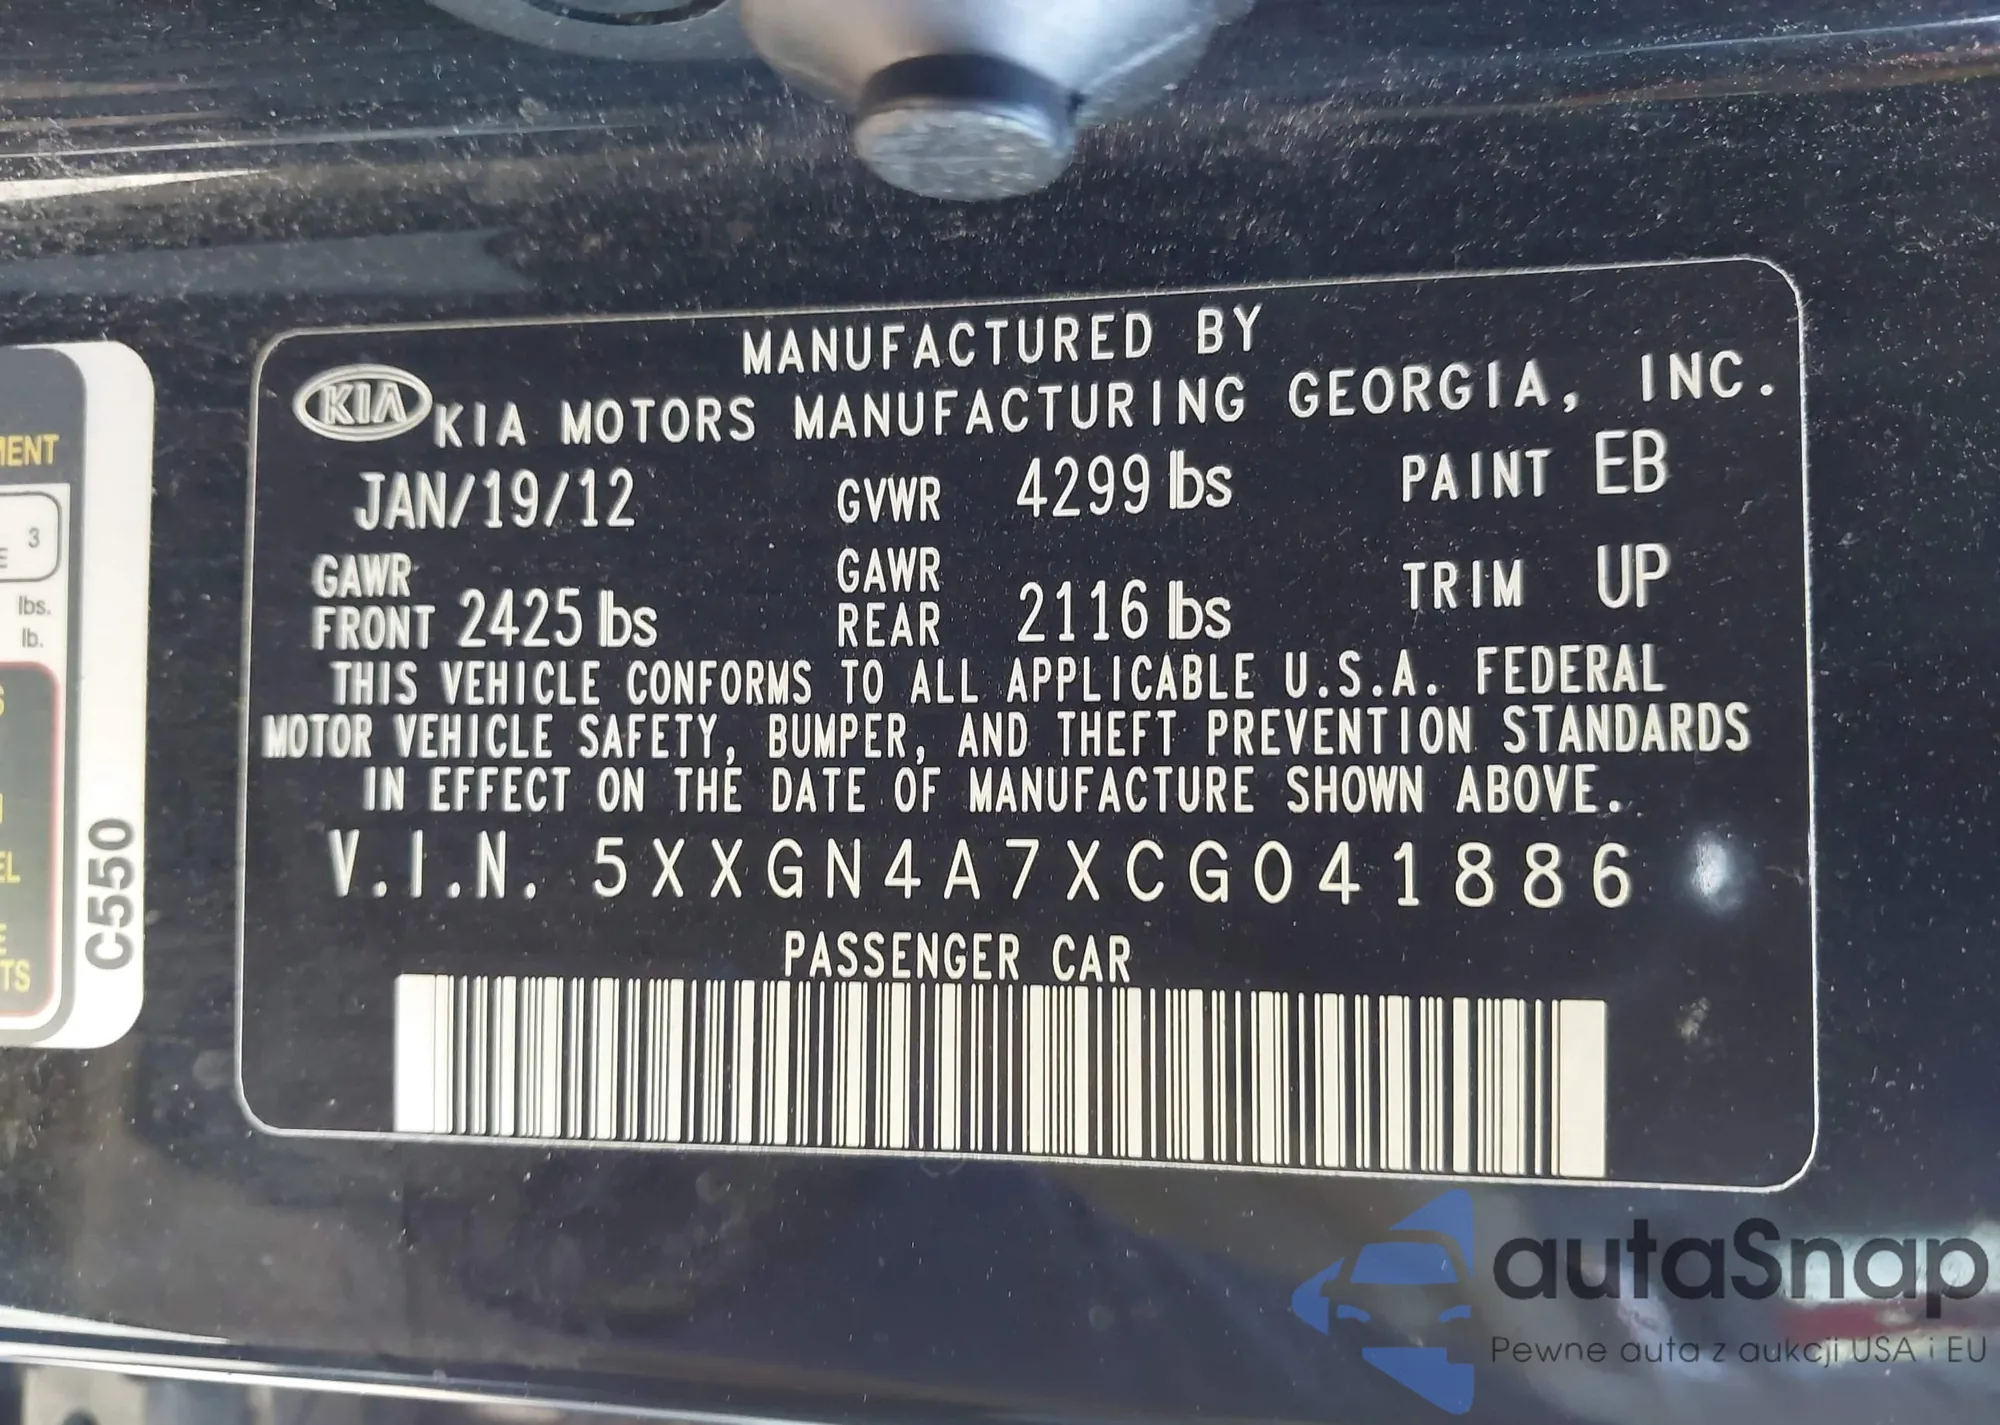 MANUFACTURED BY
KIA
KIA MOTORS MANUFACTURING GEORGIA, INC.
JAN/19/12 GVWR 4299 lbs PAINT EB
GAWR FRONT 2425 lbs GAWR REAR 2116 lbs TRIM UP
THIS VEHICLE CONFORMS TO ALL APPLICABLE U.S.A. FEDERAL
MOTOR VEHICLE SAFETY, BUMPER, AND THEFT PREVENTION STANDARDS
IN EFFECT ON THE DATE OF MANUFACTURE SHOWN ABOVE.
V.I.N. 5XXGN4A7XCG041886
PASSENGER CAR
3
lbs.
lb.
C550
autaSnap
Pewne auta z aukcji USA i EU